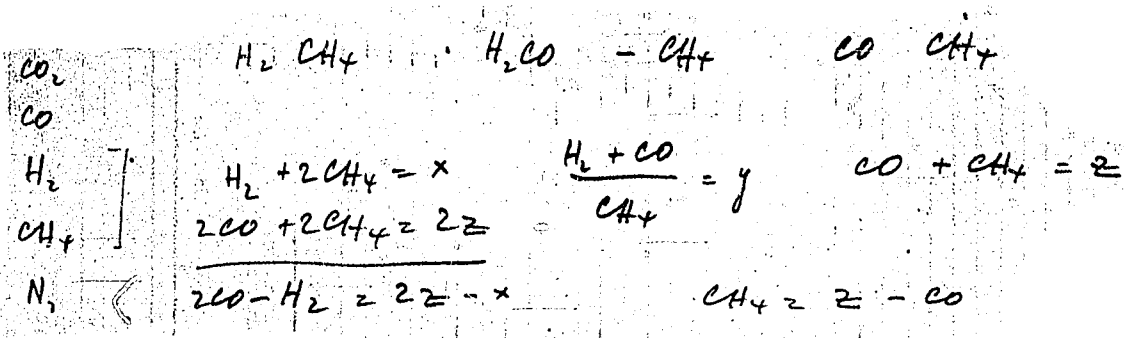 CO₂ H₂ CH₄ H₂CO - CH₄ CO CH₄
CO
H₂ H₂ + 2CH₄ = x (H₂ + CO)/CH₄ = y CO + CH₄ = z
CH₄ 2CO + 2CH₄ = 2z
N₂ 2CO - H₂ = 2z - x CH₄ = z - CO